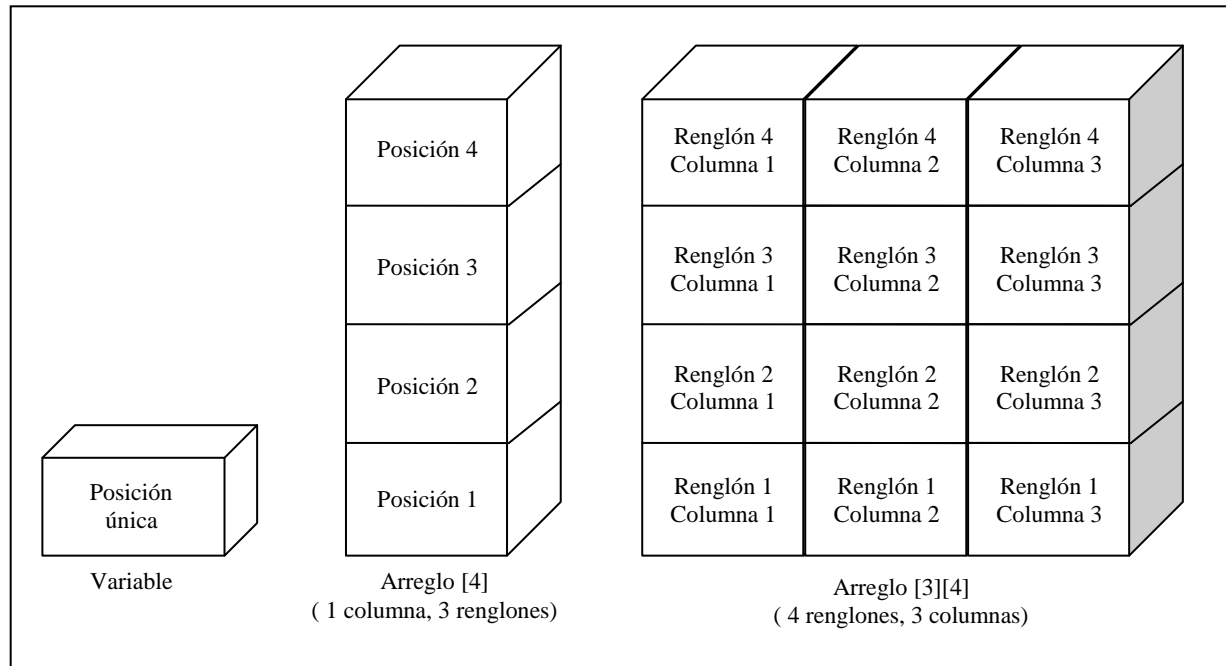 Posición
única
Variable
Posición 4
Posición 3
Posición 2
Posición 1
Arreglo [4]
( 1 columna, 3 renglones)
Renglón 4
Columna 1
Renglón 4
Columna 2
Renglón 4
Columna 3
Renglón 3
Columna 1
Renglón 3
Columna 2
Renglón 3
Columna 3
Renglón 2
Columna 1
Renglón 2
Columna 2
Renglón 2
Columna 3
Renglón 1
Columna 1
Renglón 1
Columna 2
Renglón 1
Columna 3
Arreglo [3][4]
( 4 renglones, 3 columnas)